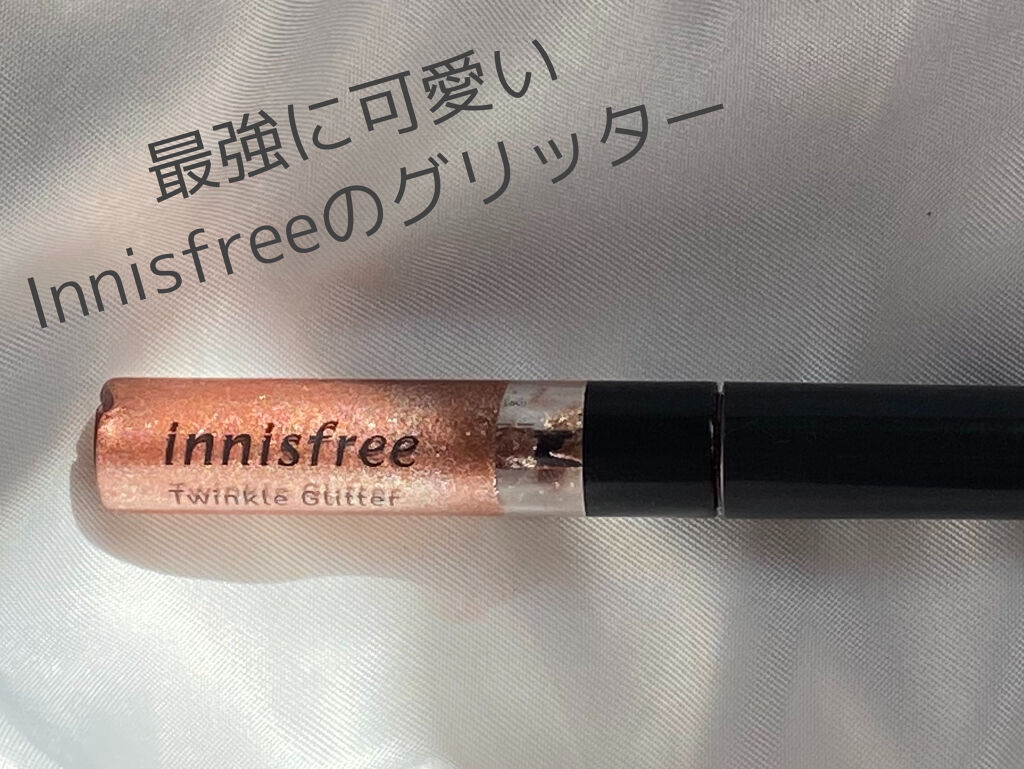 最強に可愛い
Innisfreeのグリッター
innisfree
Twinkle Glitter